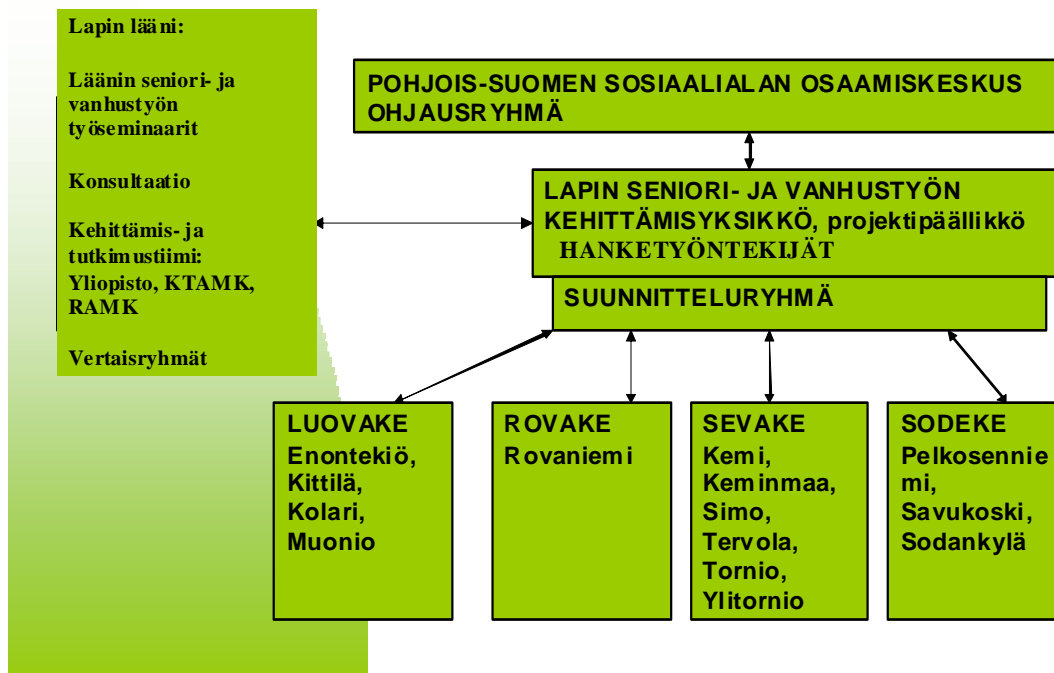 Lapin lääni:
Läänin seniori- ja
vanhustyön
työseminaarit
Konsultaatio
Kehittämis- ja
tutkimustiimi:
Yliopisto, KTAMK,
RAMK
Vertaisryhmät
POHJOIS-SUOMEN SOSIAALIALAN OSAAMISKESKUS
OHJAUSRYHMÄ
LAPIN SENIORI- JA VANHUSTYÖN
KEHITTÄMISYKSIKKÖ, projektipäällikkö
HANKETYÖNTEKIJÄT
SUUNNITTELURYHMÄ
LUOVAKE
Enontekiö,
Kittilä,
Kolari,
Muonio
ROVAKE
Rovaniemi
SEVAKE
Kemi,
Keminmaa,
Simo,
Tervola,
Tornio,
Ylitornio
SODEKE
Pelkosennie
mi,
Savukoski,
Sodankylä